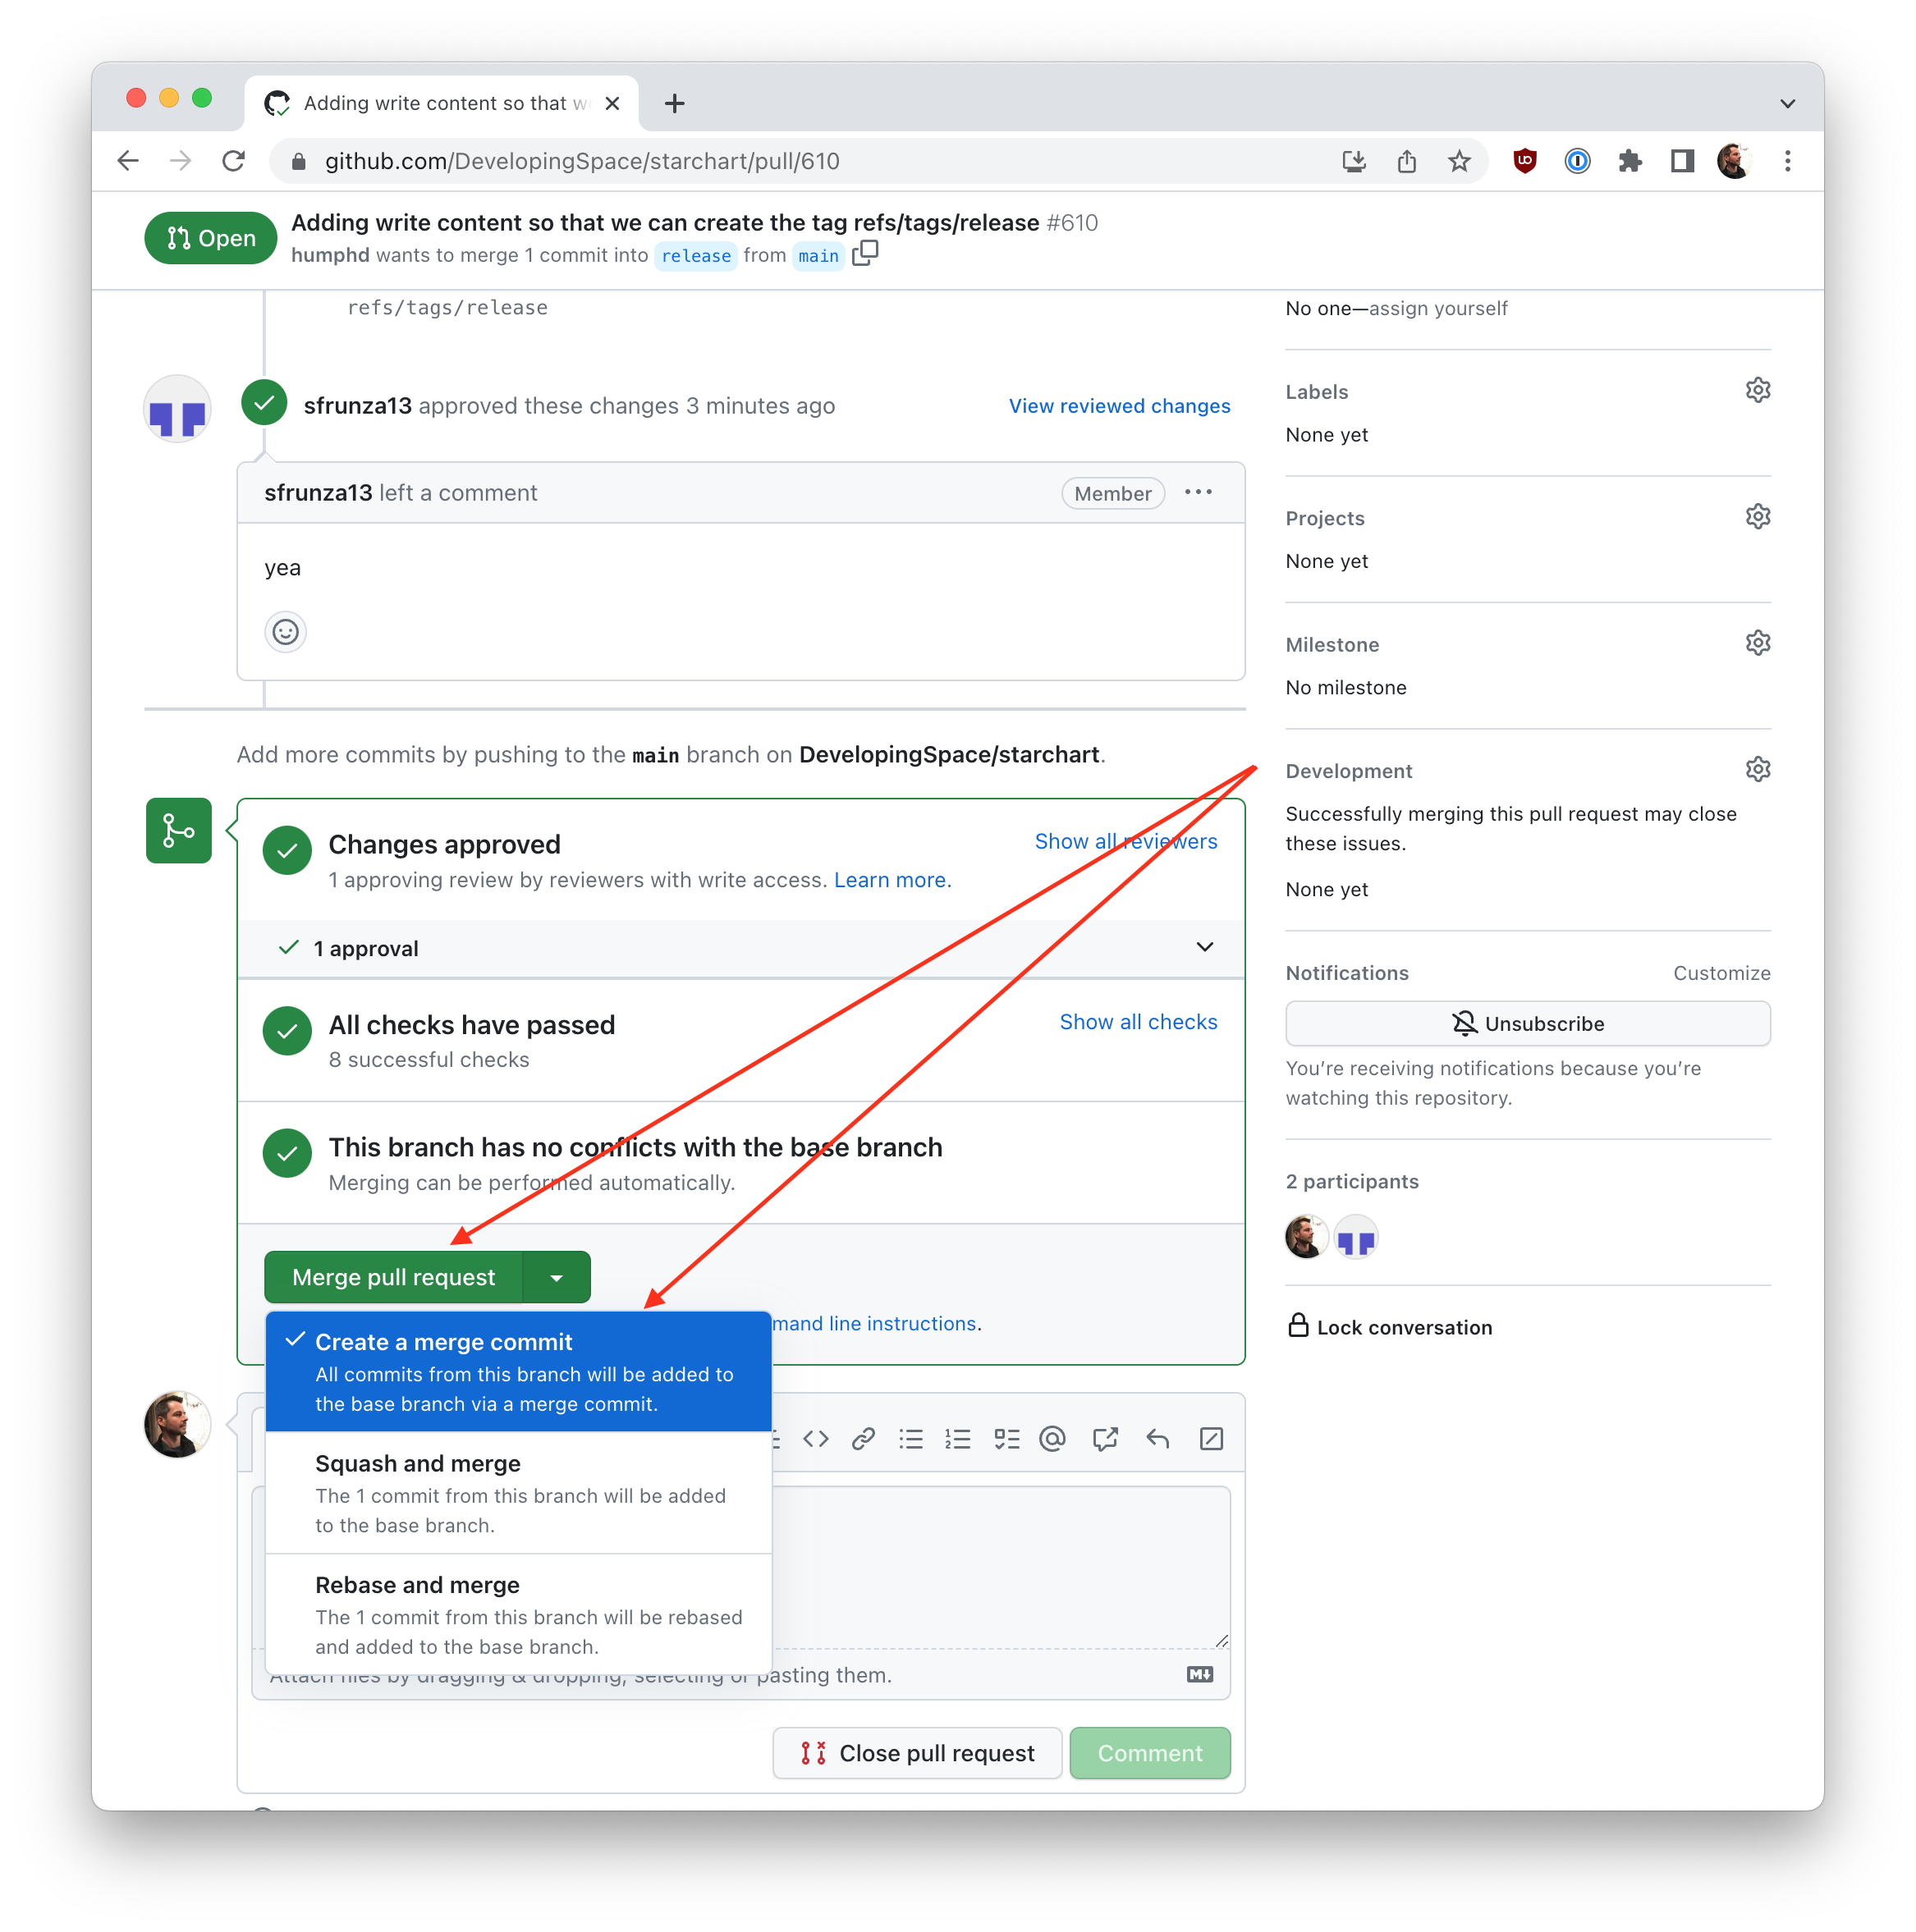 Adding write content so that we
github.com/DevelopingSpace/starchart/pull/610
Open
Adding write content so that we can create the tag refs/tags/release #610
humphd wants to merge 1 commit into release from main
refs/tags/release
No one—assign yourself
sfrunza13 approved these changes 3 minutes ago
View reviewed changes
sfrunza13 left a comment
Member
yea
Labels
None yet
Projects
None yet
Milestone
No milestone
Add more commits by pushing to the main branch on DevelopingSpace/starchart.
Development
Successfully merging this pull request may close
these issues.
None yet
Changes approved
Show all reviewers
1 approving review by reviewers with write access. Learn more.
1 approval
All checks have passed
Show all checks
8 successful checks
This branch has no conflicts with the base branch
Merging can be performed automatically.
Notifications
Customize
Unsubscribe
You’re receiving notifications because you’re
watching this repository.
2 participants
Lock conversation
Merge pull request
mand line instructions.
Create a merge commit
All commits from this branch will be added to
the base branch via a merge commit.
Squash and merge
The 1 commit from this branch will be added
to the base branch.
Rebase and merge
The 1 commit from this branch will be rebased
and added to the base branch.
Attach files by dragging & dropping, selecting or pasting them.
Close pull request
Comment